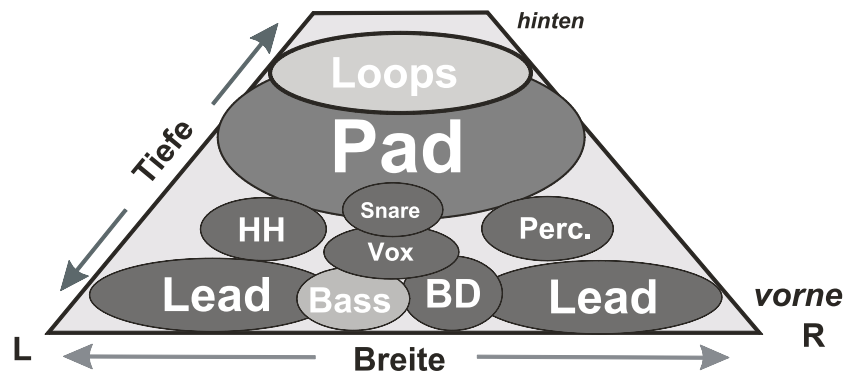 hinten
Loops
Pad
Tiefe
Snare
HH
Perc.
Vox
Lead
Bass
BD
Lead
vorne
L
R
Breite